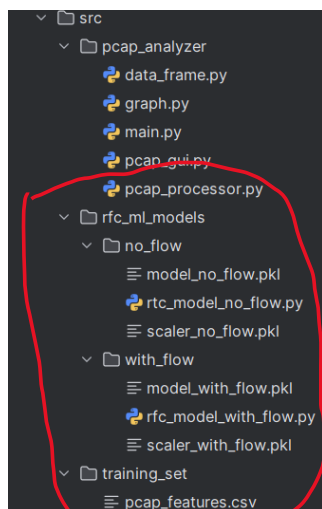 src
pcap_analyzer
data_frame.py
graph.py
main.py
pcap_gui.py
pcap_processor.py
rfc_ml_models
no_flow
model_no_flow.pkl
rtc_model_no_flow.py
scaler_no_flow.pkl
with_flow
model_with_flow.pkl
rfc_model_with_flow.py
scaler_with_flow.pkl
training_set
pcap_features.csv